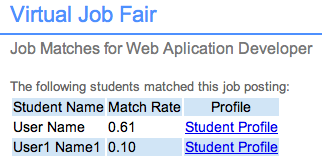 Virtual Job Fair
Job Matches for Web Aplication Developer
The following students matched this job posting:
Student Name Match Rate Profile
User Name 0.61 Student Profile
User1 Name1 0.10 Student Profile